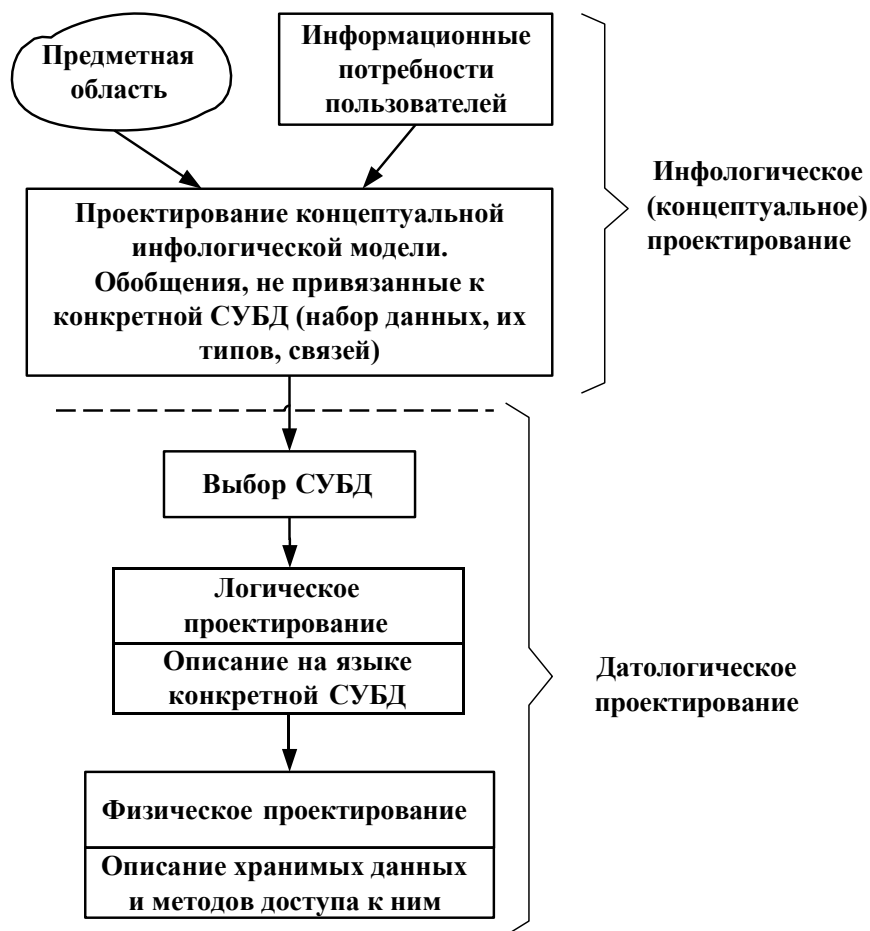 Предметная
область
Информационные
потребности
пользователей
Проектирование концептуальной
инфологической модели.
Обобщения, не привязанные к
конкретной СУБД (набор данных, их
типов, связей)
Инфологическое
(концептуальное)
проектирование
Выбор СУБД
Логическое
проектирование
Описание на языке
конкретной СУБД
Датологическое
проектирование
Физическое проектирование
Описание хранимых данных
и методов доступа к ним